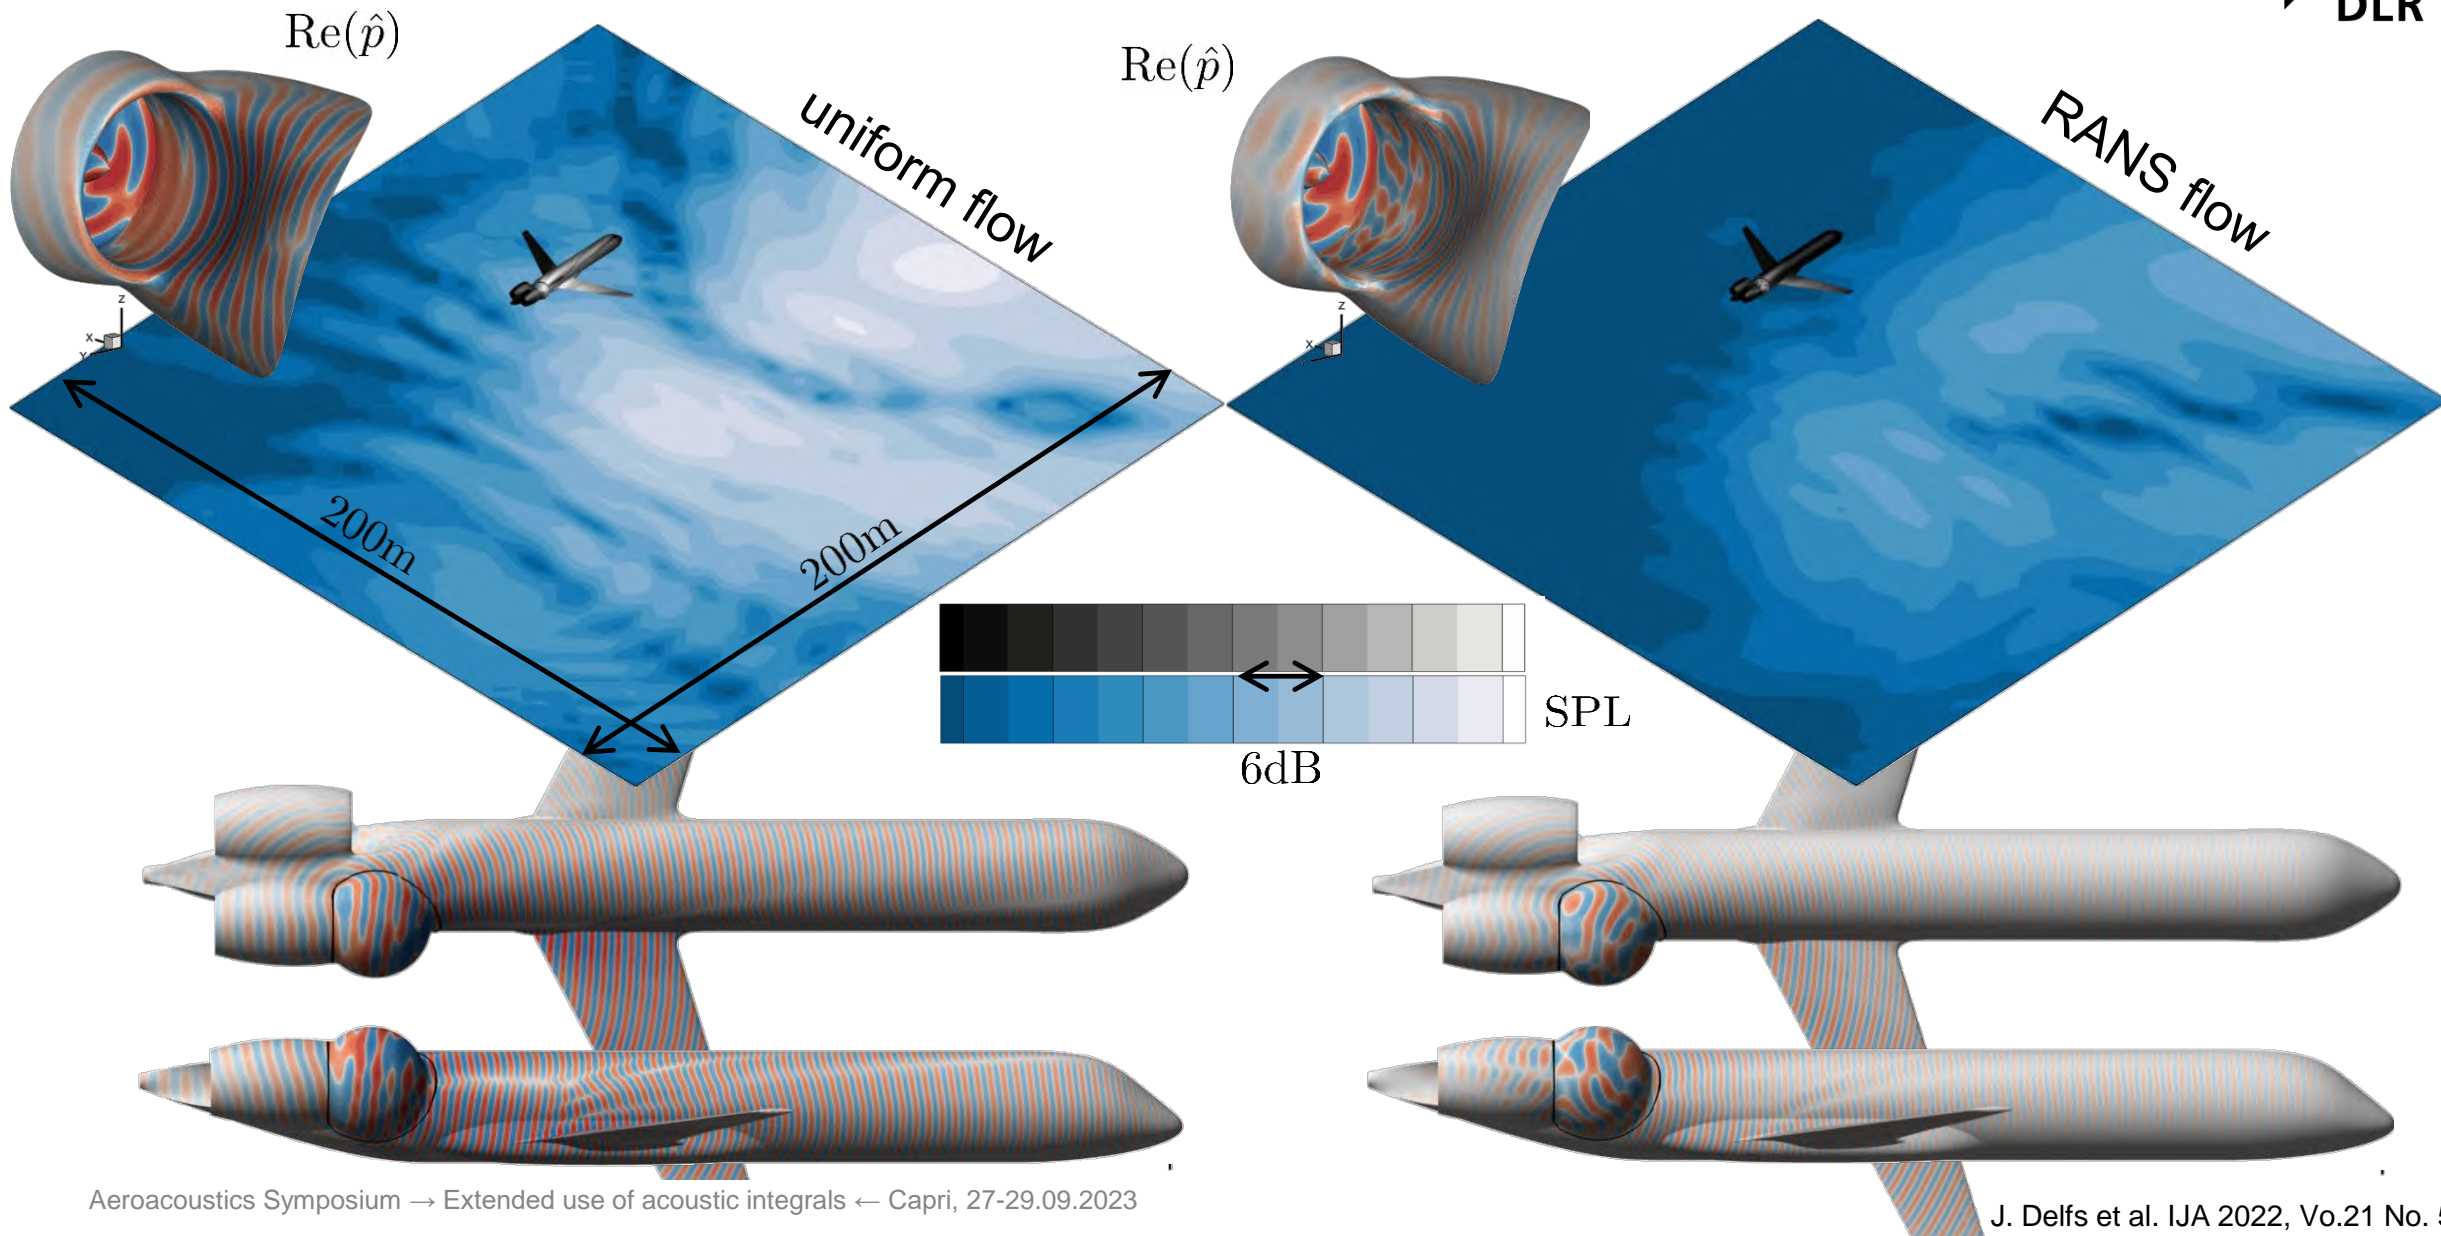 DLR
Re(p̂)
Re(p̂)
uniform flow
RANS flow
z
x
Y
z
x
200m
200m
SPL
6dB
Aeroacoustics Symposium → Extended use of acoustic integrals ← Capri, 27-29.09.2023
J. Delfs et al. IJA 2022, Vo.21 No. 5